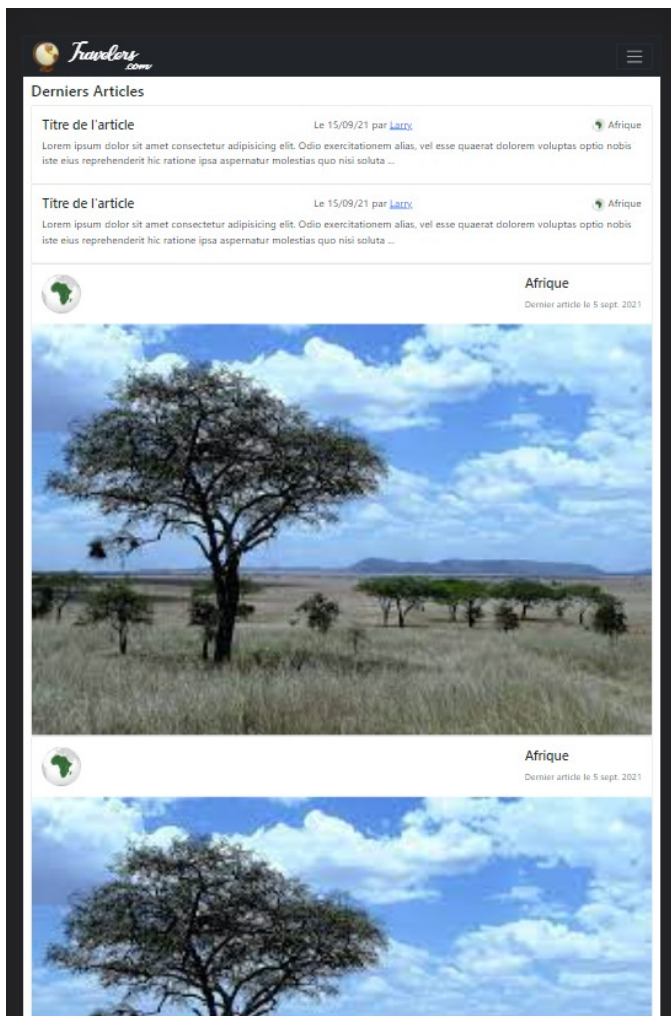 Travelers
.com
Derniers Articles
Titre de l'article Le 15/09/21 par Larry Afrique
Lorem ipsum dolor sit amet consectetur adipisicing elit. Odio exercitationem alias, vel esse quaerat dolorem voluptas optio nobis
iste eius reprehenderit hic ratione ipsa aspernatur molestias quo nisi soluta ...
Titre de l'article Le 15/09/21 par Larry Afrique
Lorem ipsum dolor sit amet consectetur adipisicing elit. Odio exercitationem alias, vel esse quaerat dolorem voluptas optio nobis
iste eius reprehenderit hic ratione ipsa aspernatur molestias quo nisi soluta ...
Afrique
Dernier article le 5 sept. 2021
Afrique
Dernier article le 5 sept. 2021